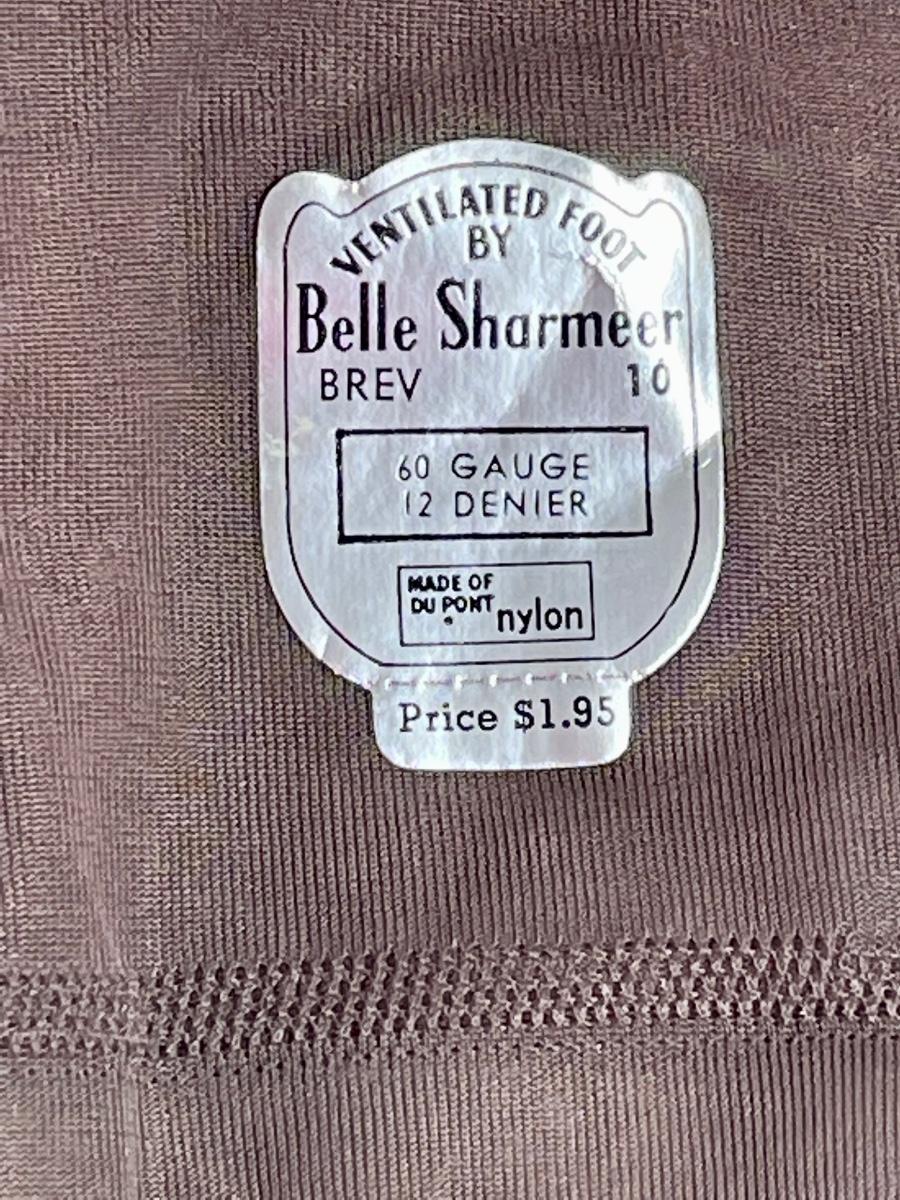 VENTILATED FOOT
BY
Belle Sharmeer
BREV 10
60 GAUGE
12 DENIER
MADE OF
DU PONT nylon
Price $1.95